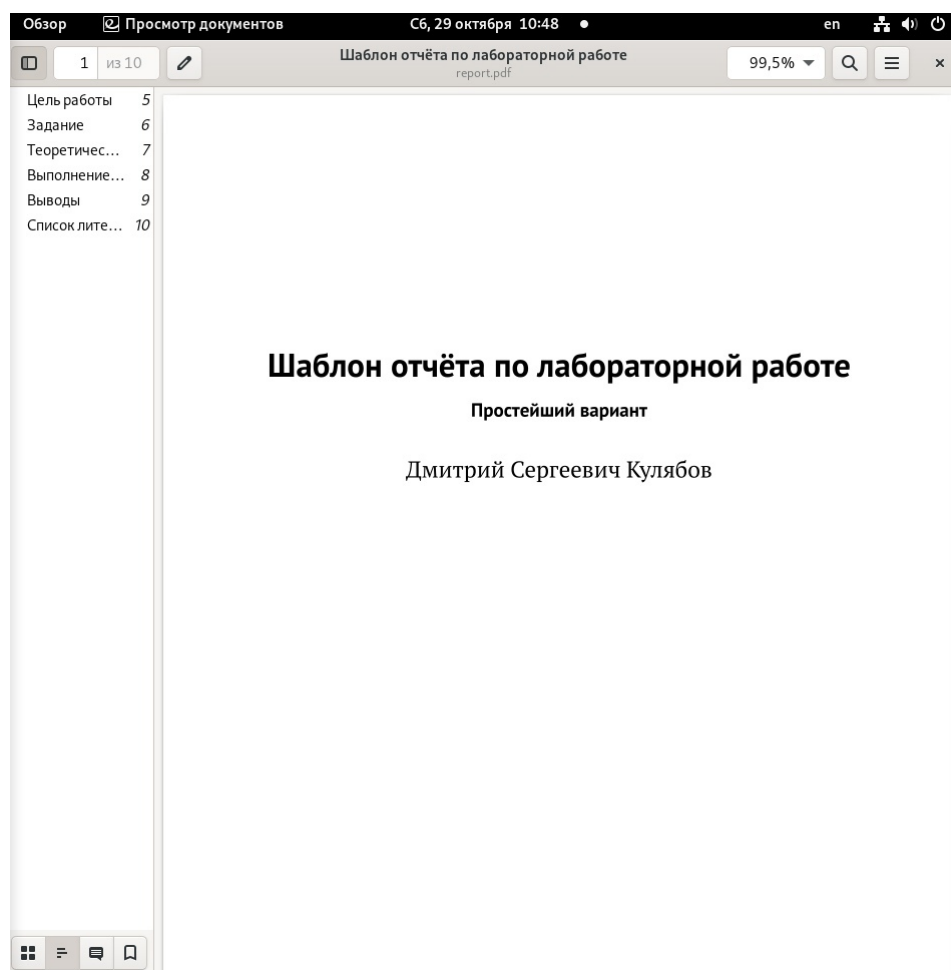 Обзор Просмотр документов Сб, 29 октября 10:48 en
1 из 10 Шаблон отчёта по лабораторной работе 99,5%
report.pdf
Цель работы 5
Задание 6
Теоретичес... 7
Выполнение... 8
Выводы 9
Список лите... 10
Шаблон отчёта по лабораторной работе
Простейший вариант
Дмитрий Сергеевич Кулябов